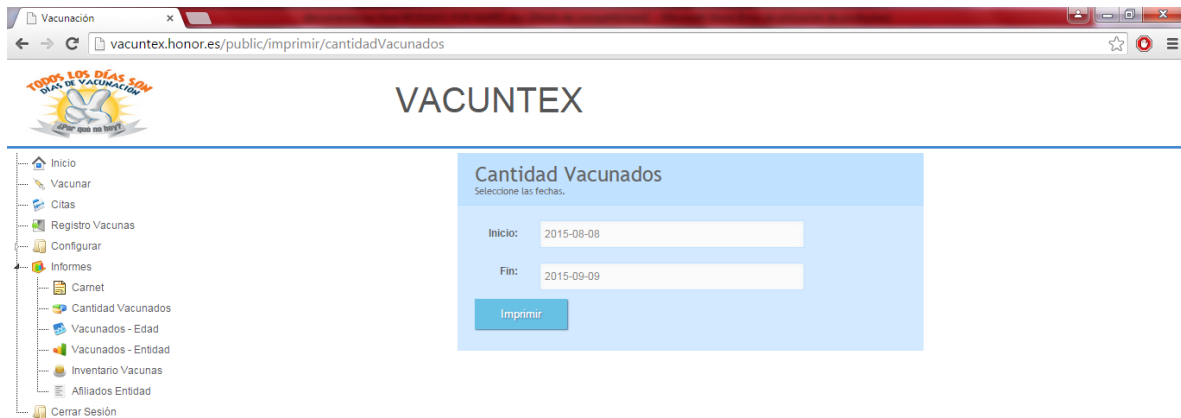 Vacunación
vacuntex.honor.es/public/imprimir/cantidadVacunados
TODOS LOS DÍAS SON
DÍAS DE VACUNACIÓN
¿Por qué no hoy?
VACUNTEX
Inicio
Vacunar
Citas
Registro Vacunas
Configurar
Informes
Carnet
Cantidad Vacunados
Vacunados - Edad
Vacunados - Entidad
Inventario Vacunas
Afiliados Entidad
Cerrar Sesión
Cantidad Vacunados
Seleccione las fechas.
Inicio: 2015-08-08
Fin: 2015-09-09
Imprimir